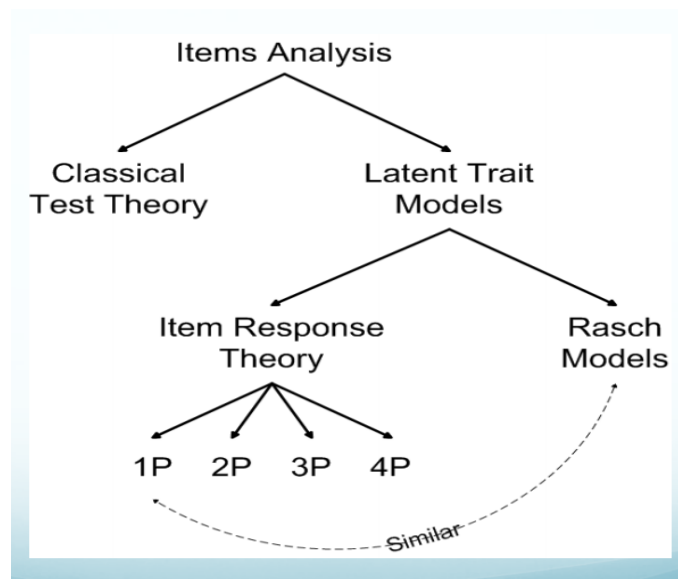 Items Analysis
Classical
Test Theory
Latent Trait
Models
Item Response
Theory
Rasch
Models
1P 2P 3P 4P
Similar